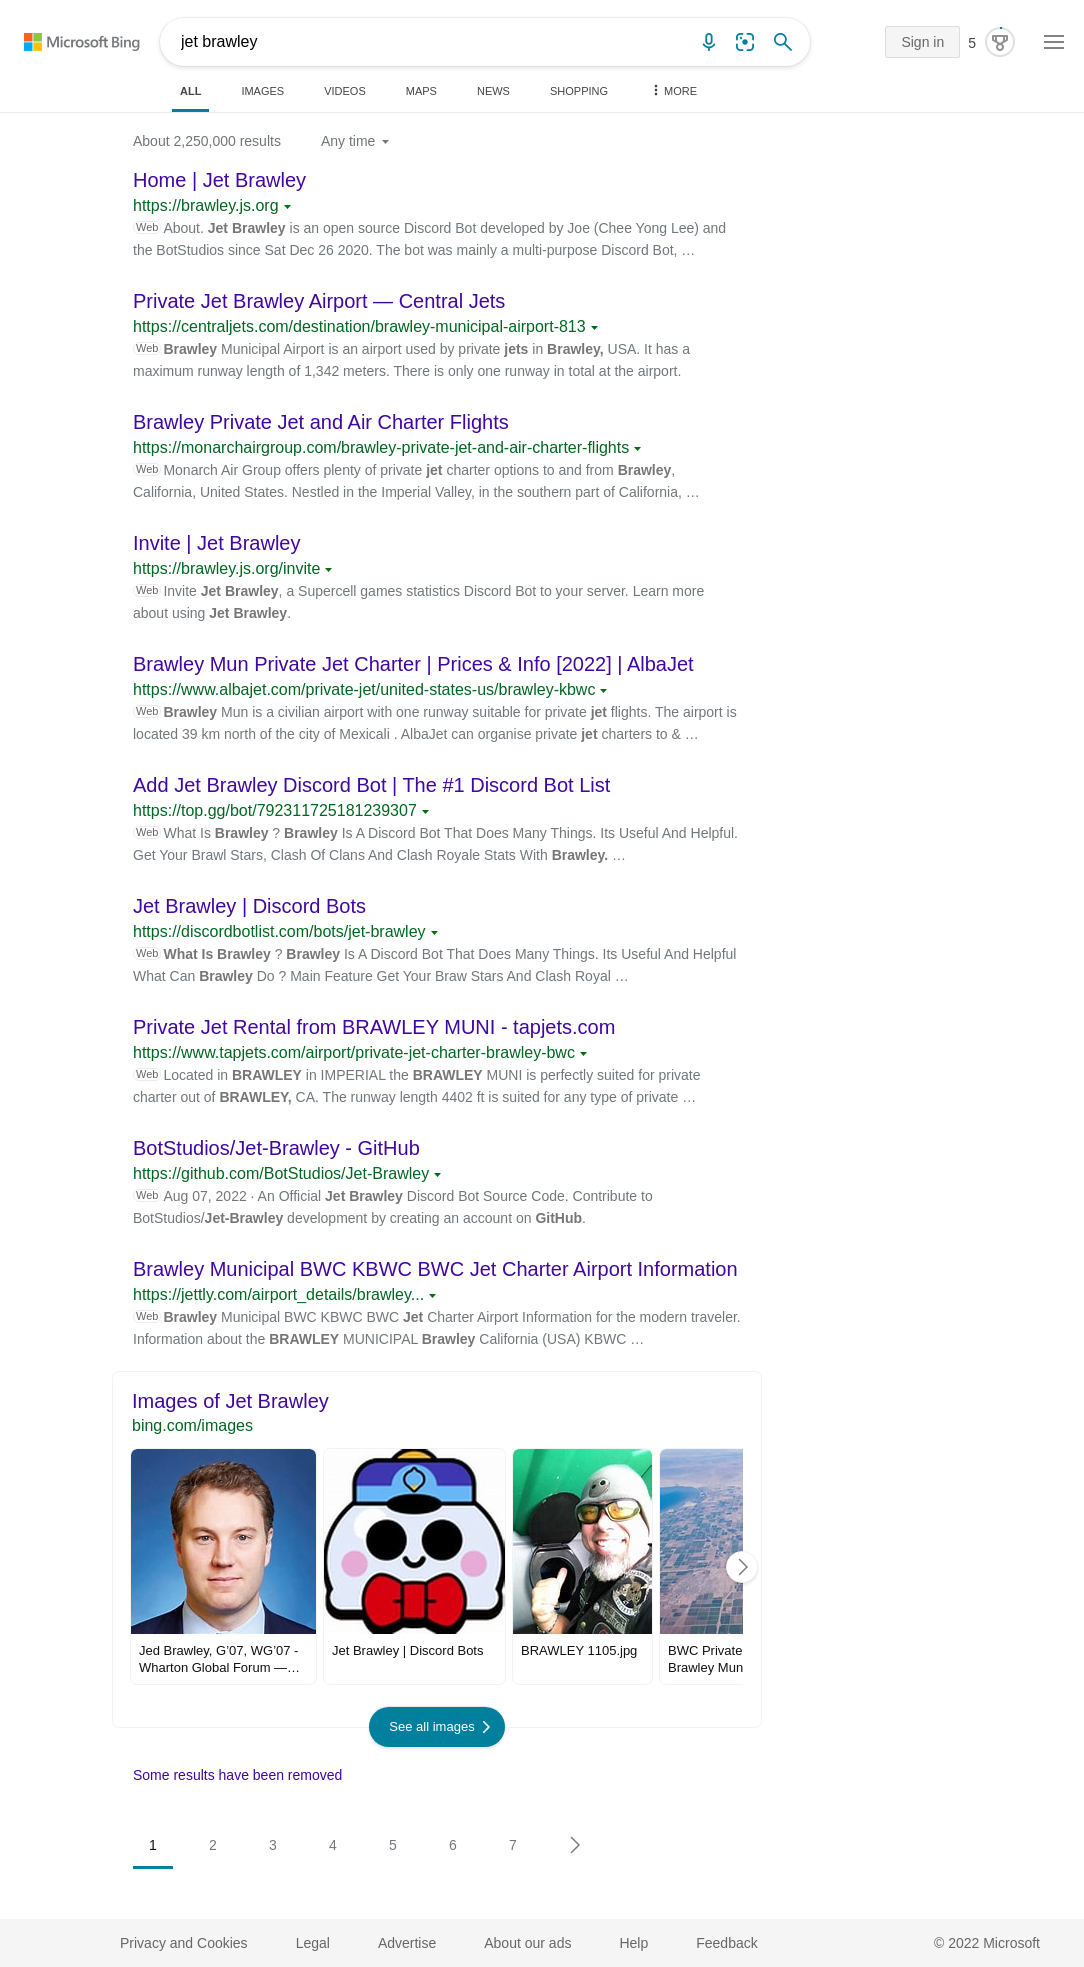 Microsoft Bing
jet brawley
Sign in
5
ALL
IMAGES
VIDEOS
MAPS
NEWS
SHOPPING
MORE
About 2,250,000 results
Any time
Home | Jet Brawley
https://brawley.js.org
Web About. Jet Brawley is an open source Discord Bot developed by Joe (Chee Yong Lee) and
the BotStudios since Sat Dec 26 2020. The bot was mainly a multi-purpose Discord Bot, …
Private Jet Brawley Airport — Central Jets
https://centraljets.com/destination/brawley-municipal-airport-813
Web Brawley Municipal Airport is an airport used by private jets in Brawley, USA. It has a
maximum runway length of 1,342 meters. There is only one runway in total at the airport.
Brawley Private Jet and Air Charter Flights
https://monarchairgroup.com/brawley-private-jet-and-air-charter-flights
Web Monarch Air Group offers plenty of private jet charter options to and from Brawley,
California, United States. Nestled in the Imperial Valley, in the southern part of California, …
Invite | Jet Brawley
https://brawley.js.org/invite
Web Invite Jet Brawley, a Supercell games statistics Discord Bot to your server. Learn more
about using Jet Brawley.
Brawley Mun Private Jet Charter | Prices & Info [2022] | AlbaJet
https://www.albajet.com/private-jet/united-states-us/brawley-kbwc
Web Brawley Mun is a civilian airport with one runway suitable for private jet flights. The airport is
located 39 km north of the city of Mexicali . AlbaJet can organise private jet charters to & …
Add Jet Brawley Discord Bot | The #1 Discord Bot List
https://top.gg/bot/792311725181239307
Web What Is Brawley ? Brawley Is A Discord Bot That Does Many Things. Its Useful And Helpful.
Get Your Brawl Stars, Clash Of Clans And Clash Royale Stats With Brawley. …
Jet Brawley | Discord Bots
https://discordbotlist.com/bots/jet-brawley
Web What Is Brawley ? Brawley Is A Discord Bot That Does Many Things. Its Useful And Helpful
What Can Brawley Do ? Main Feature Get Your Braw Stars And Clash Royal …
Private Jet Rental from BRAWLEY MUNI - tapjets.com
https://www.tapjets.com/airport/private-jet-charter-brawley-bwc
Web Located in BRAWLEY in IMPERIAL the BRAWLEY MUNI is perfectly suited for private
charter out of BRAWLEY, CA. The runway length 4402 ft is suited for any type of private …
BotStudios/Jet-Brawley - GitHub
https://github.com/BotStudios/Jet-Brawley
Web Aug 07, 2022 · An Official Jet Brawley Discord Bot Source Code. Contribute to
BotStudios/Jet-Brawley development by creating an account on GitHub.
Brawley Municipal BWC KBWC BWC Jet Charter Airport Information
https://jettly.com/airport_details/brawley...
Web Brawley Municipal BWC KBWC BWC Jet Charter Airport Information for the modern traveler.
Information about the BRAWLEY MUNICIPAL Brawley California (USA) KBWC …
Images of Jet Brawley
bing.com/images
Jed Brawley, G'07, WG'07 -
Wharton Global Forum —…
Jet Brawley | Discord Bots
BRAWLEY 1105.jpg
BWC Private
Brawley Mun
See all images
Some results have been removed
1
2
3
4
5
6
7
Privacy and Cookies
Legal
Advertise
About our ads
Help
Feedback
© 2022 Microsoft